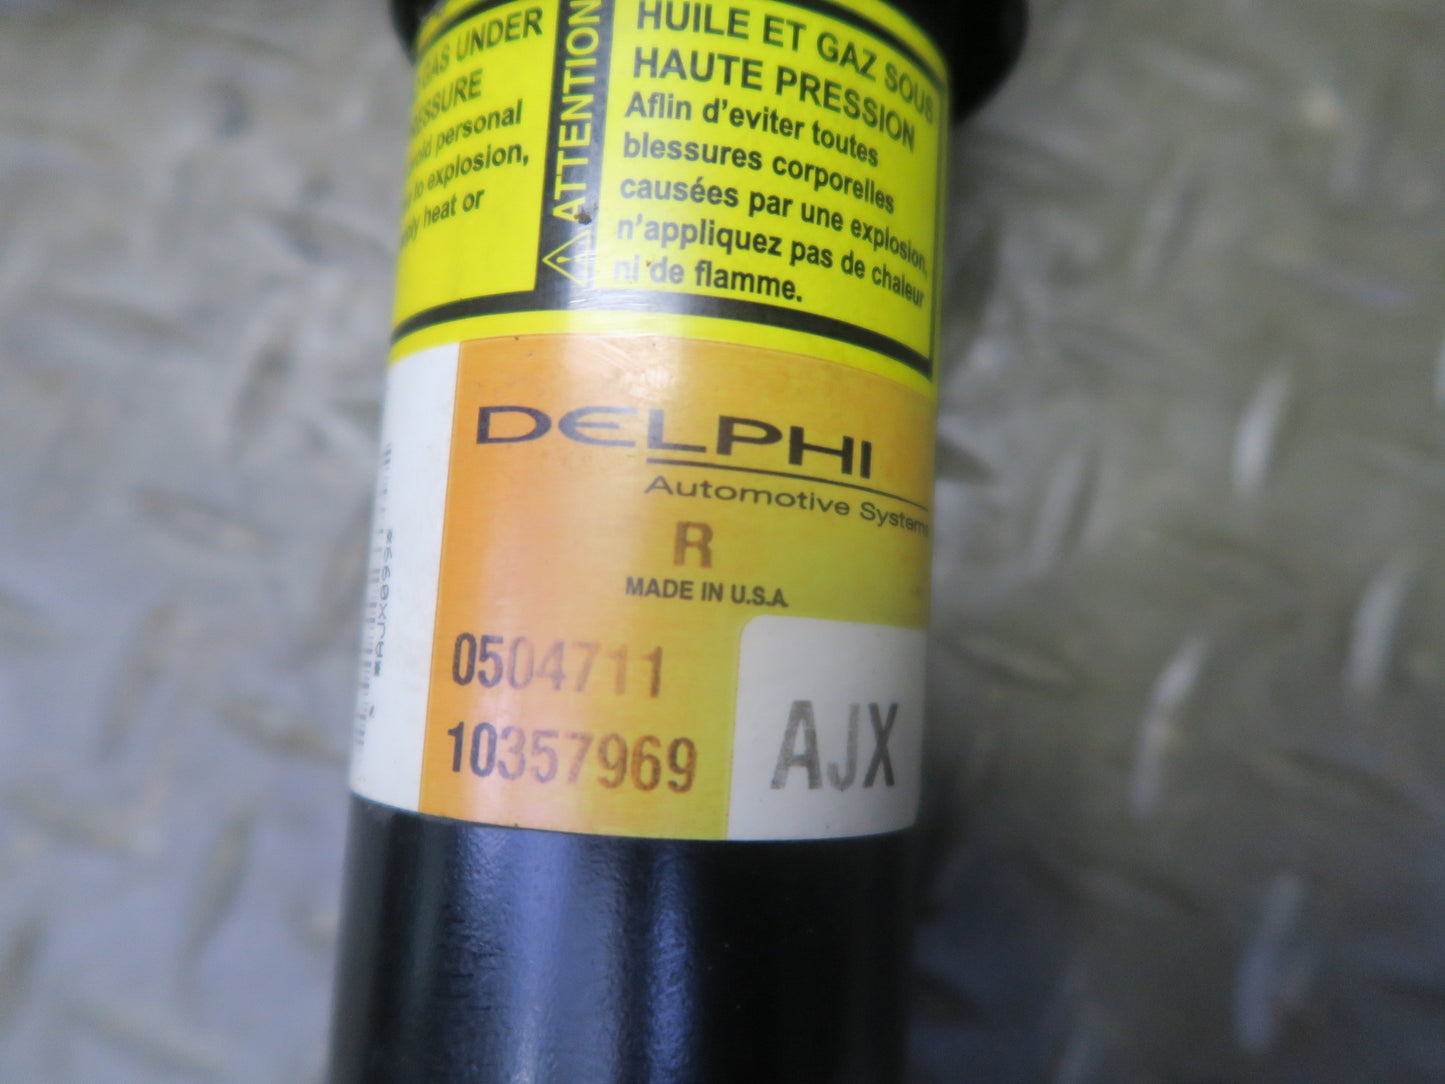 GAS UNDER
personal
to explosion,
heat or
ATTENTION
HUILE ET GAZ SOUS
HAUTE PRESSION
Aflin d'eviter toutes
blessures corporelles
causées par une explosion,
n'appliquez pas de chaleur
ni de flamme.
DELPHI
Automotive Systems
R
MADE IN U.S.A.
0504711
10357969
AJX